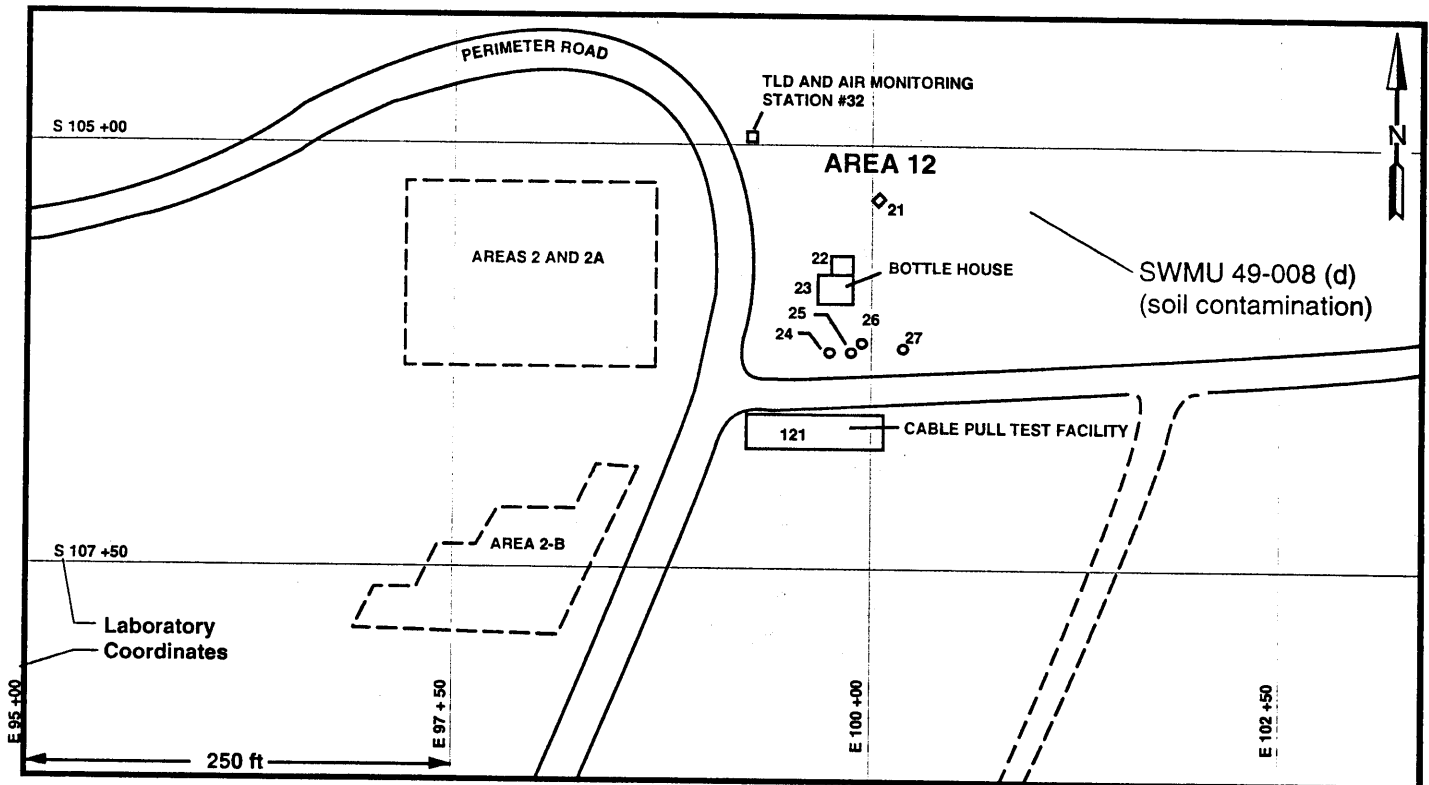 PERIMETER ROAD
TLD AND AIR MONITORING
STATION #32
S 105 +00
N
AREA 12
21
AREAS 2 AND 2A
22
BOTTLE HOUSE
23
SWMU 49-008 (d)
(soil contamination)
25
26
24
27
121
CABLE PULL TEST FACILITY
AREA 2-B
S 107 +50
Laboratory
Coordinates
E 95 +00
E 97 + 50
E 100 +00
E 102 +50
250 ft